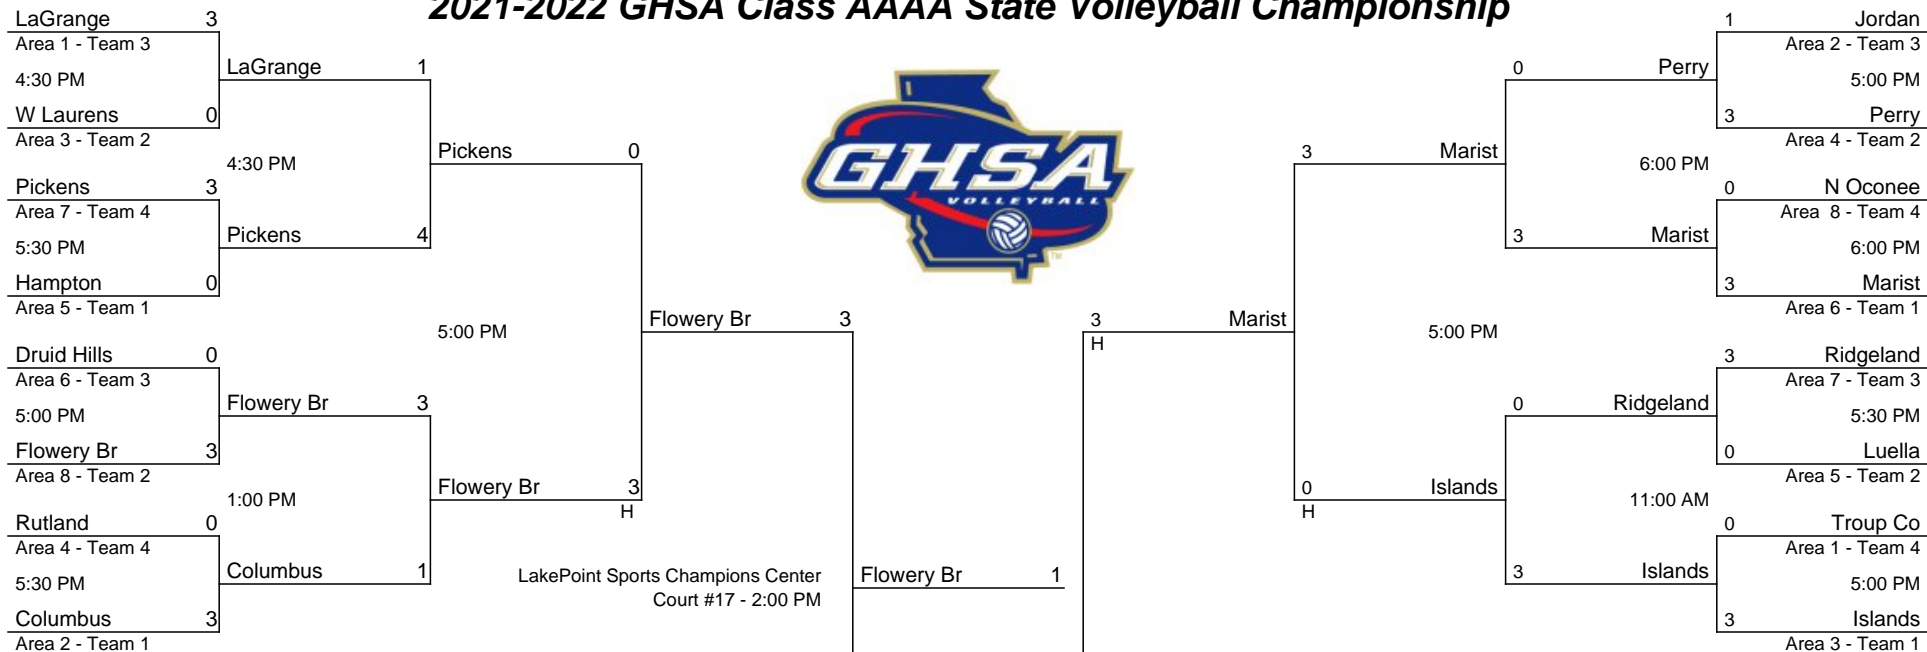 2021-2022 GHSA Class AAAA State Volleyball Championship
LaGrange 3
Area 1 - Team 3
4:30 PM
W Laurens 0
Area 3 - Team 2
Pickens 3
Area 7 - Team 4
5:30 PM
Hampton 0
Area 5 - Team 1
Druid Hills 0
Area 6 - Team 3
5:00 PM
Flowery Br 3
Area 8 - Team 2
Rutland 0
Area 4 - Team 4
5:30 PM
Columbus 3
Area 2 - Team 1
LaGrange 1
4:30 PM
Pickens 4
Flowery Br 3
1:00 PM
Columbus 1
Pickens 0
5:00 PM
Flowery Br 3
H
Flowery Br 3
LakePoint Sports Champions Center
Court #17 - 2:00 PM
Flowery Br 1
GHSA
VOLLEYBALL
TM
3 Marist
H
3 Marist
5:00 PM
0 Islands
H
0 Perry
6:00 PM
3 Marist
0 Ridgeland
11:00 AM
3 Islands
1 Jordan
Area 2 - Team 3
5:00 PM
3 Perry
Area 4 - Team 2
0 N Oconee
Area 8 - Team 4
6:00 PM
3 Marist
Area 6 - Team 1
3 Ridgeland
Area 7 - Team 3
5:30 PM
0 Luella
Area 5 - Team 2
0 Troup Co
Area 1 - Team 4
5:00 PM
3 Islands
Area 3 - Team 1